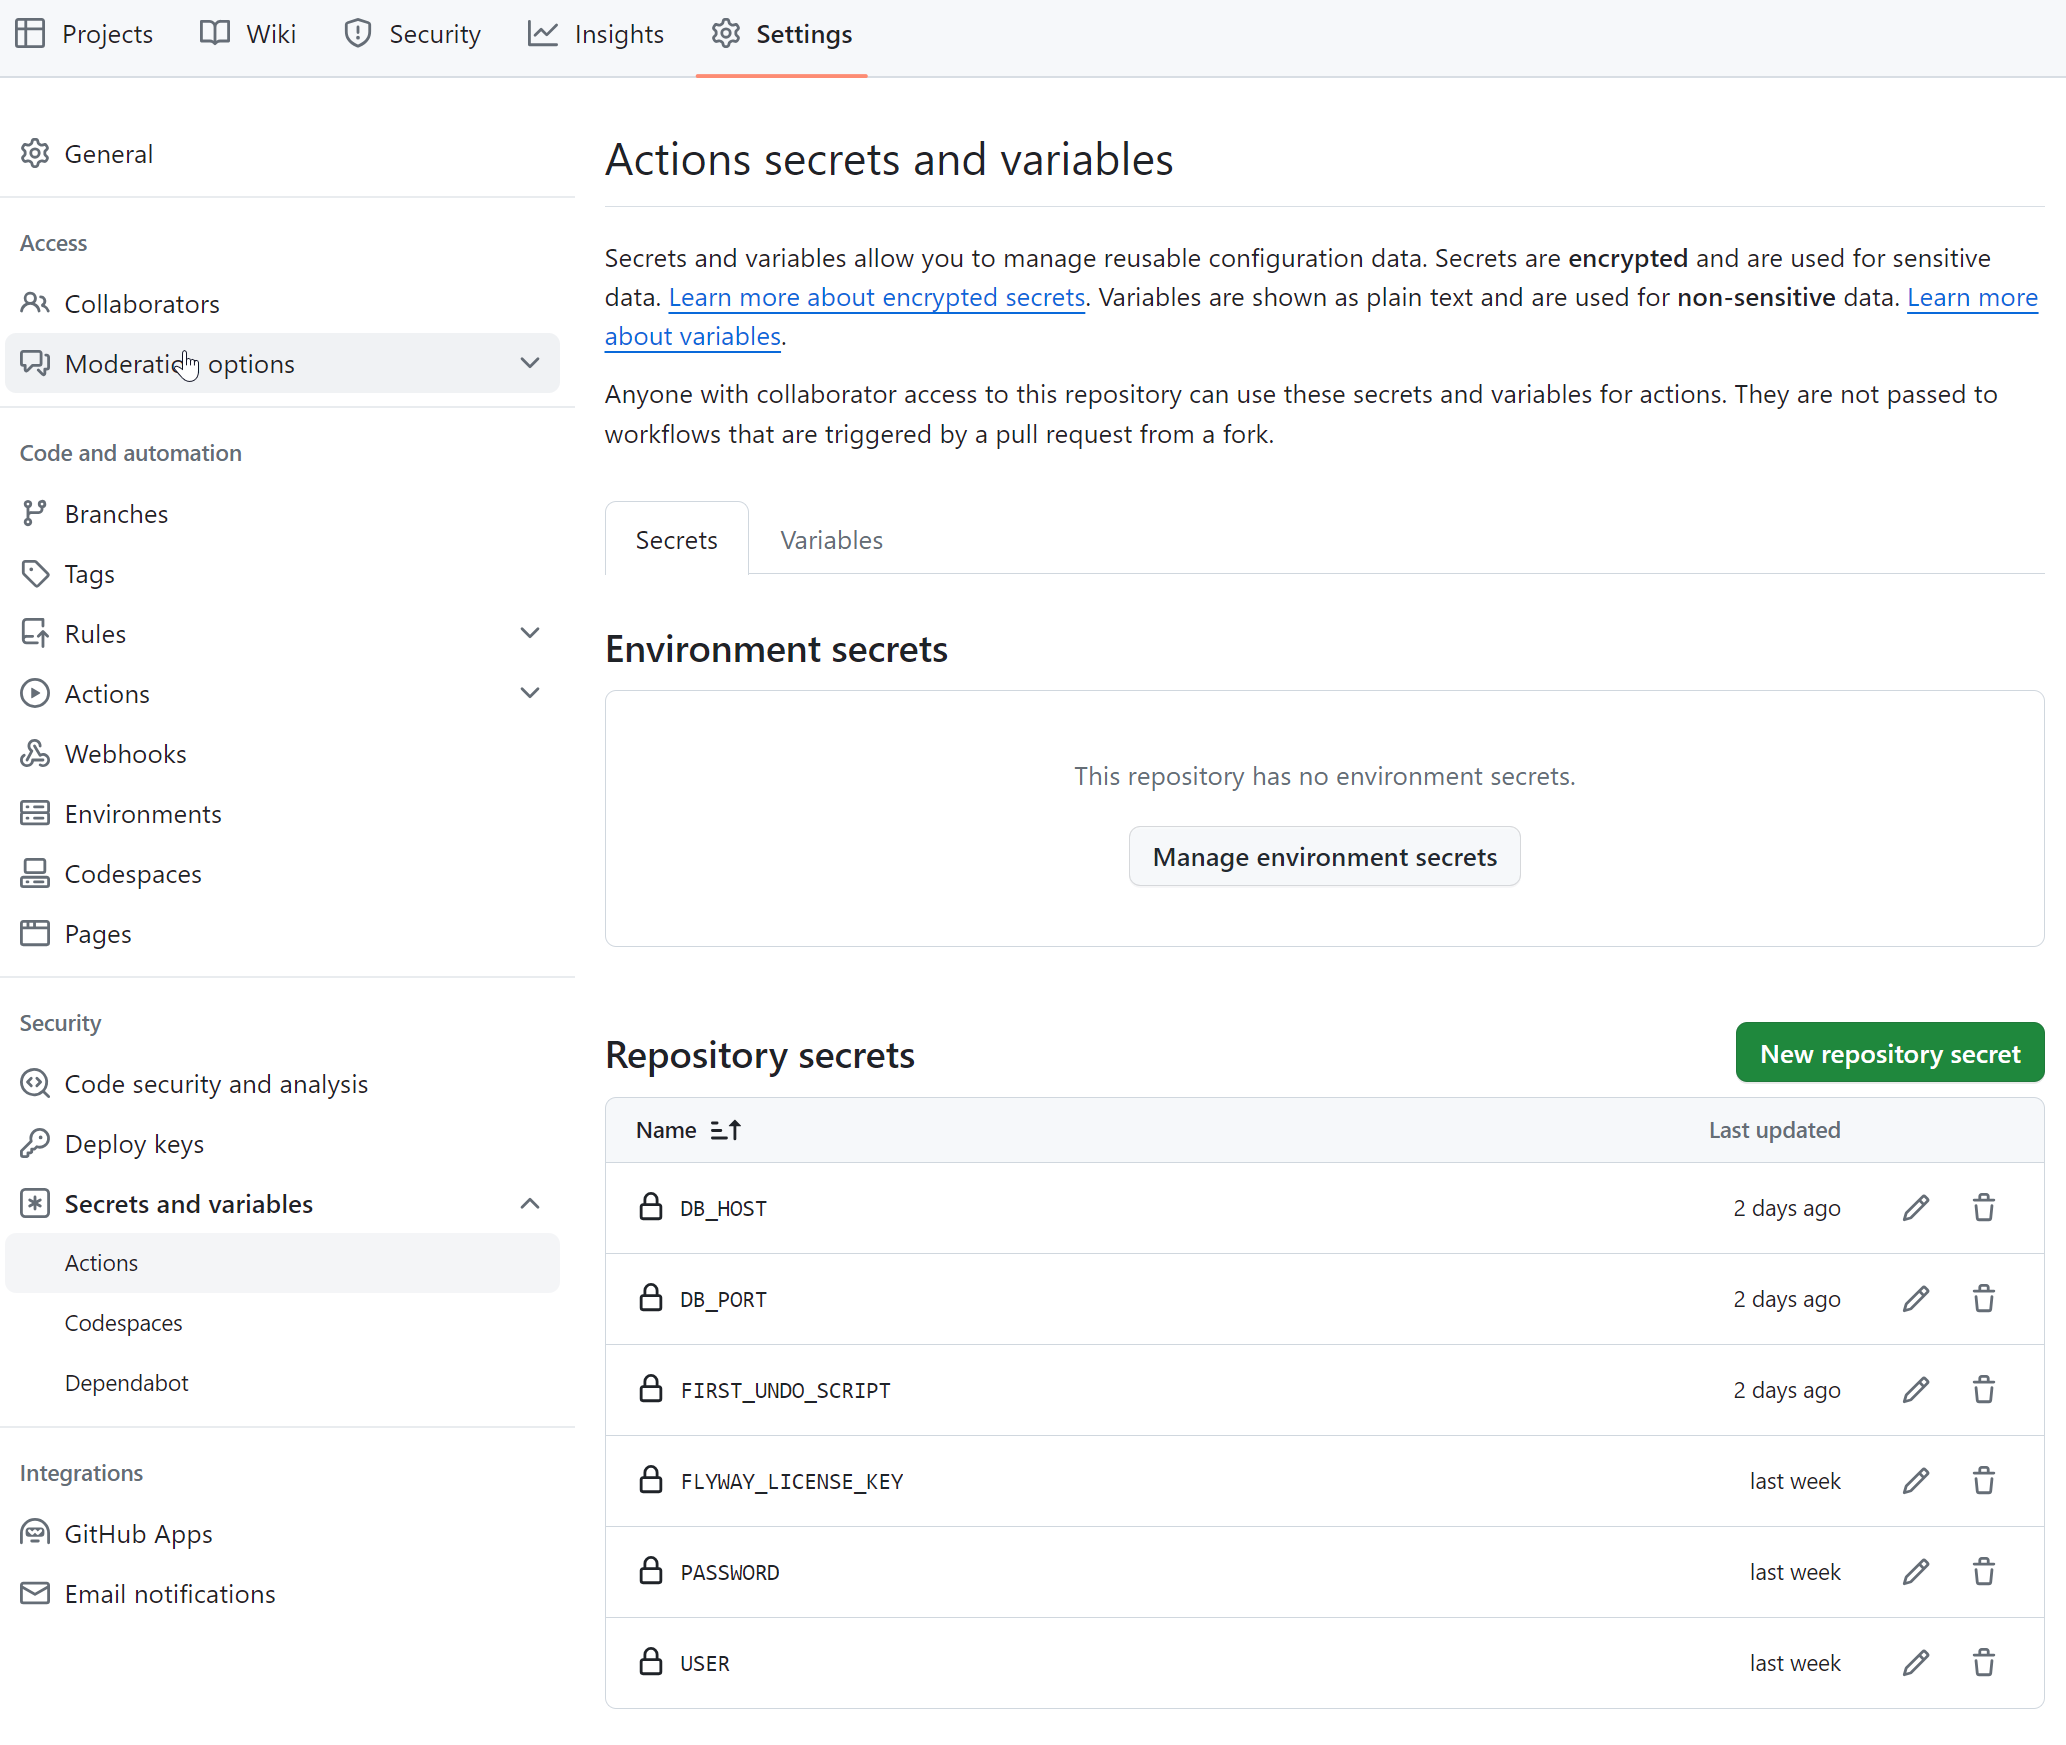 Projects Wiki Security Insights Settings
General
Access
Collaborators
Moderation options
Code and automation
Branches
Tags
Rules
Actions
Webhooks
Environments
Codespaces
Pages
Security
Code security and analysis
Deploy keys
Secrets and variables
Actions
Codespaces
Dependabot
Integrations
GitHub Apps
Email notifications
Actions secrets and variables
Secrets and variables allow you to manage reusable configuration data. Secrets are encrypted and are used for sensitive
data. Learn more about encrypted secrets. Variables are shown as plain text and are used for non-sensitive data. Learn more
about variables.
Anyone with collaborator access to this repository can use these secrets and variables for actions. They are not passed to
workflows that are triggered by a pull request from a fork.
Secrets Variables
Environment secrets
This repository has no environment secrets.
Manage environment secrets
Repository secrets New repository secret
Name Last updated
DB_HOST 2 days ago
DB_PORT 2 days ago
FIRST_UNDO_SCRIPT 2 days ago
FLYWAY_LICENSE_KEY last week
PASSWORD last week
USER last week